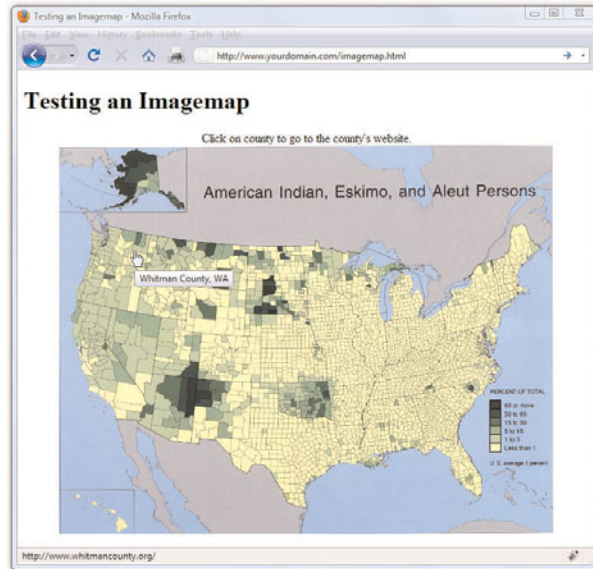 Testing an Imagemap - Mozilla Firefox
File Edit View History Bookmarks Tools Help
http://www.yourdomain.com/imagemap.html
Testing an Imagemap
Click on county to go to the county's website.
American Indian, Eskimo, and Aleut Persons
Whitman County, WA
PERCENT OF TOTAL
60 or more
30 to 60
15 to 30
5 to 15
1 to 5
Less than 1
U.S. average 1 percent
http://www.whitmancounty.org/